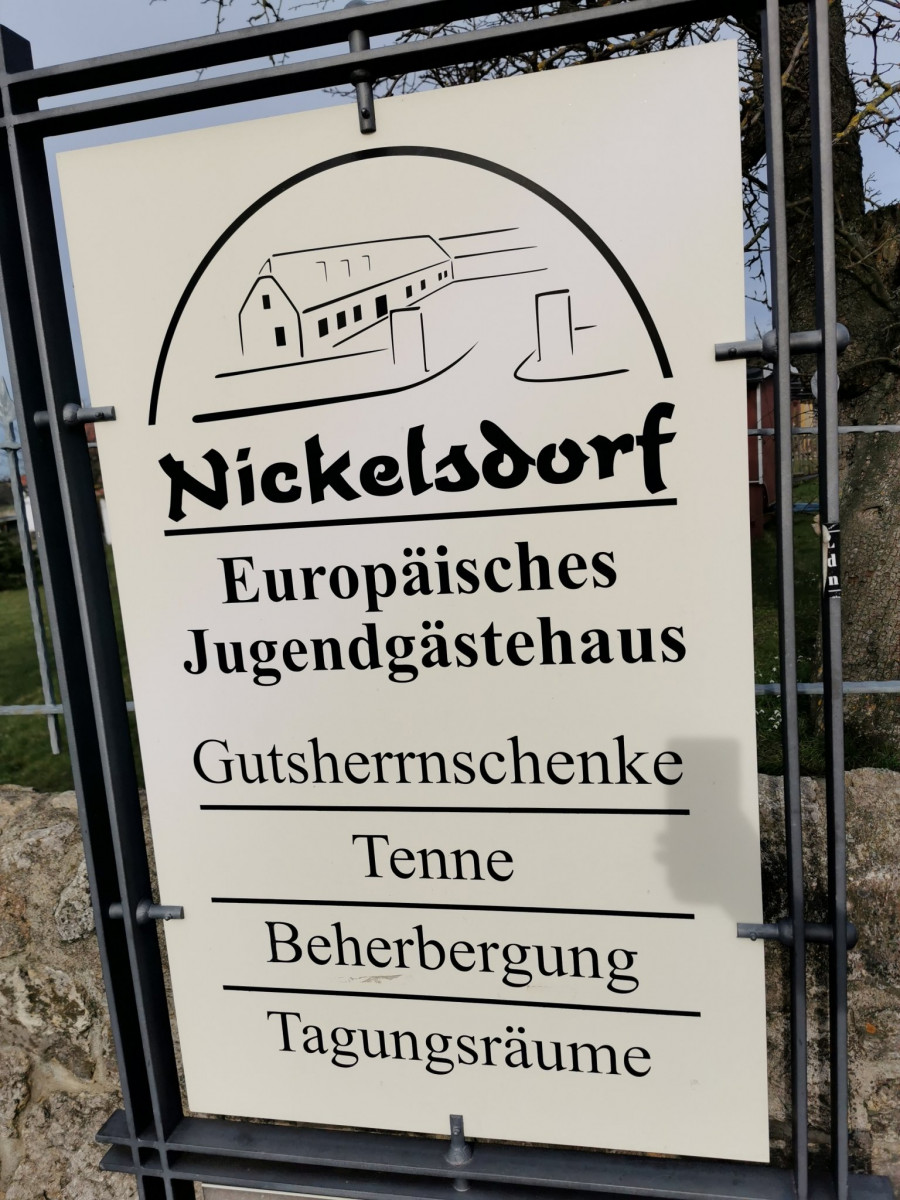 Nickelsdorf
Europäisches
Jugendgästehaus
Gutsherrnschenke
Tenne
Beherbergung
Tagungsräume